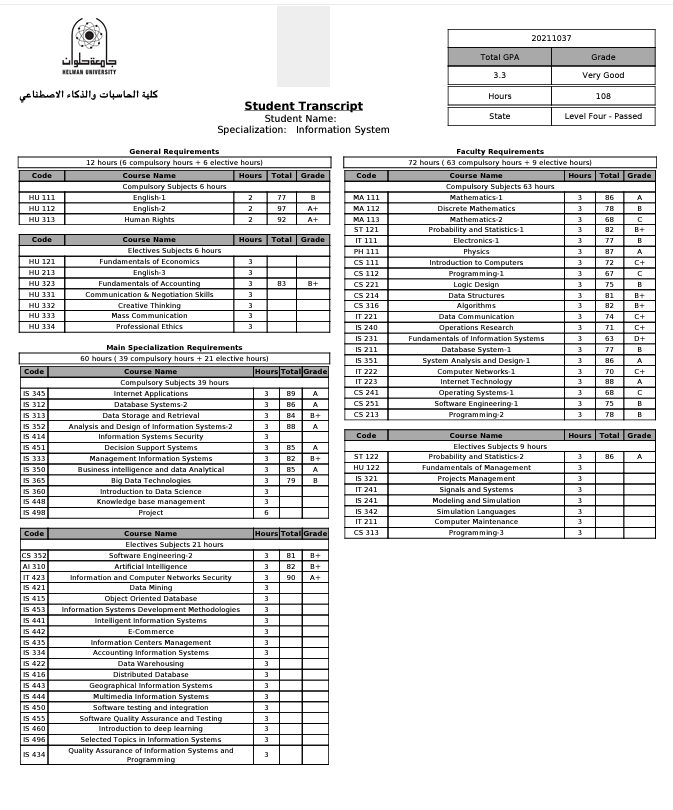 جامعة حلوان
HELWAN UNIVERSITY
كلية الحاسبات والذكاء الاصطناعي
20211037
Total GPA Grade
3.3 Very Good
Hours 108
State Level Four - Passed
Student Transcript
Student Name:
Specialization: Information System
General Requirements
12 hours (6 compulsory hours + 6 elective hours)
Code Course Name Hours Total Grade
Compulsory Subjects 6 hours
HU 111 English-1 2 77 B
HU 112 English-2 2 97 A+
HU 313 Human Rights 2 92 A+
Code Course Name Hours Total Grade
Electives Subjects 6 hours
HU 121 Fundamentals of Economics 3
HU 213 English-3 3
HU 323 Fundamentals of Accounting 3 83 B+
HU 331 Communication & Negotiation Skills 3
HU 332 Creative Thinking 3
HU 333 Mass Communication 3
HU 334 Professional Ethics 3
Main Specialization Requirements
60 hours ( 39 compulsory hours + 21 elective hours)
Code Course Name Hours Total Grade
Compulsory Subjects 39 hours
IS 345 Internet Applications 3 89 A
IS 312 Database Systems-2 3 86 A
IS 313 Data Storage and Retrieval 3 84 B+
IS 352 Analysis and Design of Information Systems-2 3 88 A
IS 414 Information Systems Security 3
IS 451 Decision Support Systems 3 85 A
IS 333 Management Information Systems 3 82 B+
IS 350 Business intelligence and data Analytical 3 85 A
IS 365 Big Data Technologies 3 79 B
IS 360 Introduction to Data Science 3
IS 448 Knowledge base management 3
IS 498 Project 6
Code Course Name Hours Total Grade
Electives Subjects 21 hours
CS 352 Software Engineering-2 3 81 B+
AI 310 Artificial Intelligence 3 82 B+
IT 423 Information and Computer Networks Security 3 90 A+
IS 421 Data Mining 3
IS 415 Object Oriented Database 3
IS 453 Information Systems Development Methodologies 3
IS 441 Intelligent Information Systems 3
IS 442 E-Commerce 3
IS 435 Information Centers Management 3
IS 334 Accounting Information Systems 3
IS 422 Data Warehousing 3
IS 416 Distributed Database 3
IS 443 Geographical Information Systems 3
IS 444 Multimedia Information Systems 3
IS 450 Software testing and integration 3
IS 455 Software Quality Assurance and Testing 3
IS 460 Introduction to deep learning 3
IS 496 Selected Topics in Information Systems 3
IS 434 Quality Assurance of Information Systems and Programming 3
Faculty Requirements
72 hours ( 63 compulsory hours + 9 elective hours)
Code Course Name Hours Total Grade
Compulsory Subjects 63 hours
MA 111 Mathematics-1 3 86 A
MA 112 Discrete Mathematics 3 78 B
MA 113 Mathematics-2 3 68 C
ST 121 Probability and Statistics-1 3 82 B+
IT 111 Electronics-1 3 77 B
PH 111 Physics 3 87 A
CS 111 Introduction to Computers 3 72 C+
CS 112 Programming-1 3 67 C
CS 221 Logic Design 3 75 B
CS 214 Data Structures 3 81 B+
CS 316 Algorithms 3 82 B+
IT 221 Data Communication 3 74 C+
IS 240 Operations Research 3 71 C+
IS 231 Fundamentals of Information Systems 3 63 D+
IS 211 Database System-1 3 77 B
IS 351 System Analysis and Design-1 3 86 A
IT 222 Computer Networks-1 3 70 C+
IT 223 Internet Technology 3 88 A
CS 241 Operating Systems-1 3 68 C
CS 251 Software Engineering-1 3 75 B
CS 213 Programming-2 3 78 B
Code Course Name Hours Total Grade
Electives Subjects 9 hours
ST 122 Probability and Statistics-2 3 86 A
HU 122 Fundamentals of Management 3
IS 321 Projects Management 3
IT 241 Signals and Systems 3
IS 241 Modeling and Simulation 3
IS 342 Simulation Languages 3
IT 211 Computer Maintenance 3
CS 313 Programming-3 3